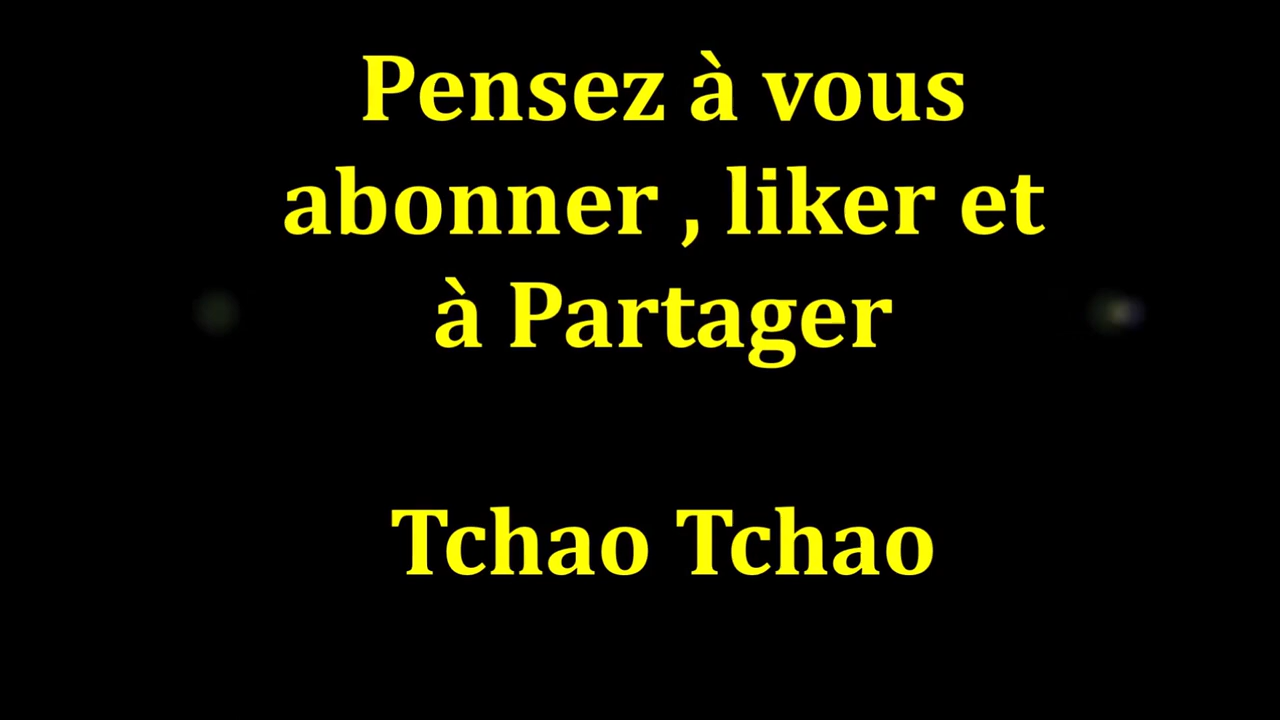 Pensez à vous
abonner , liker et
à Partager
Tchao Tchao